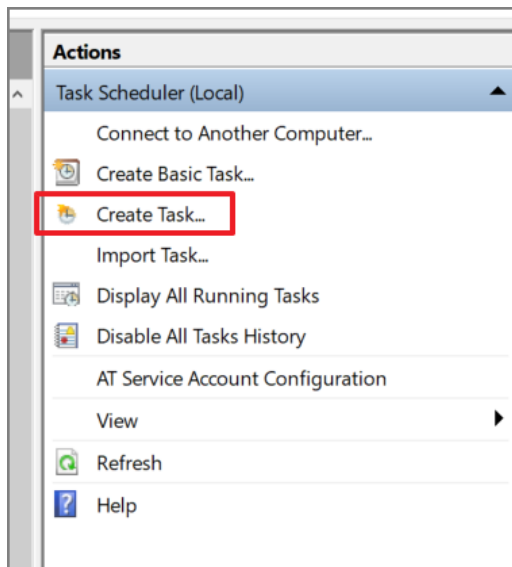 Actions
Task Scheduler (Local)
Connect to Another Computer...
Create Basic Task...
Create Task...
Import Task...
Display All Running Tasks
Disable All Tasks History
AT Service Account Configuration
View
Refresh
Help